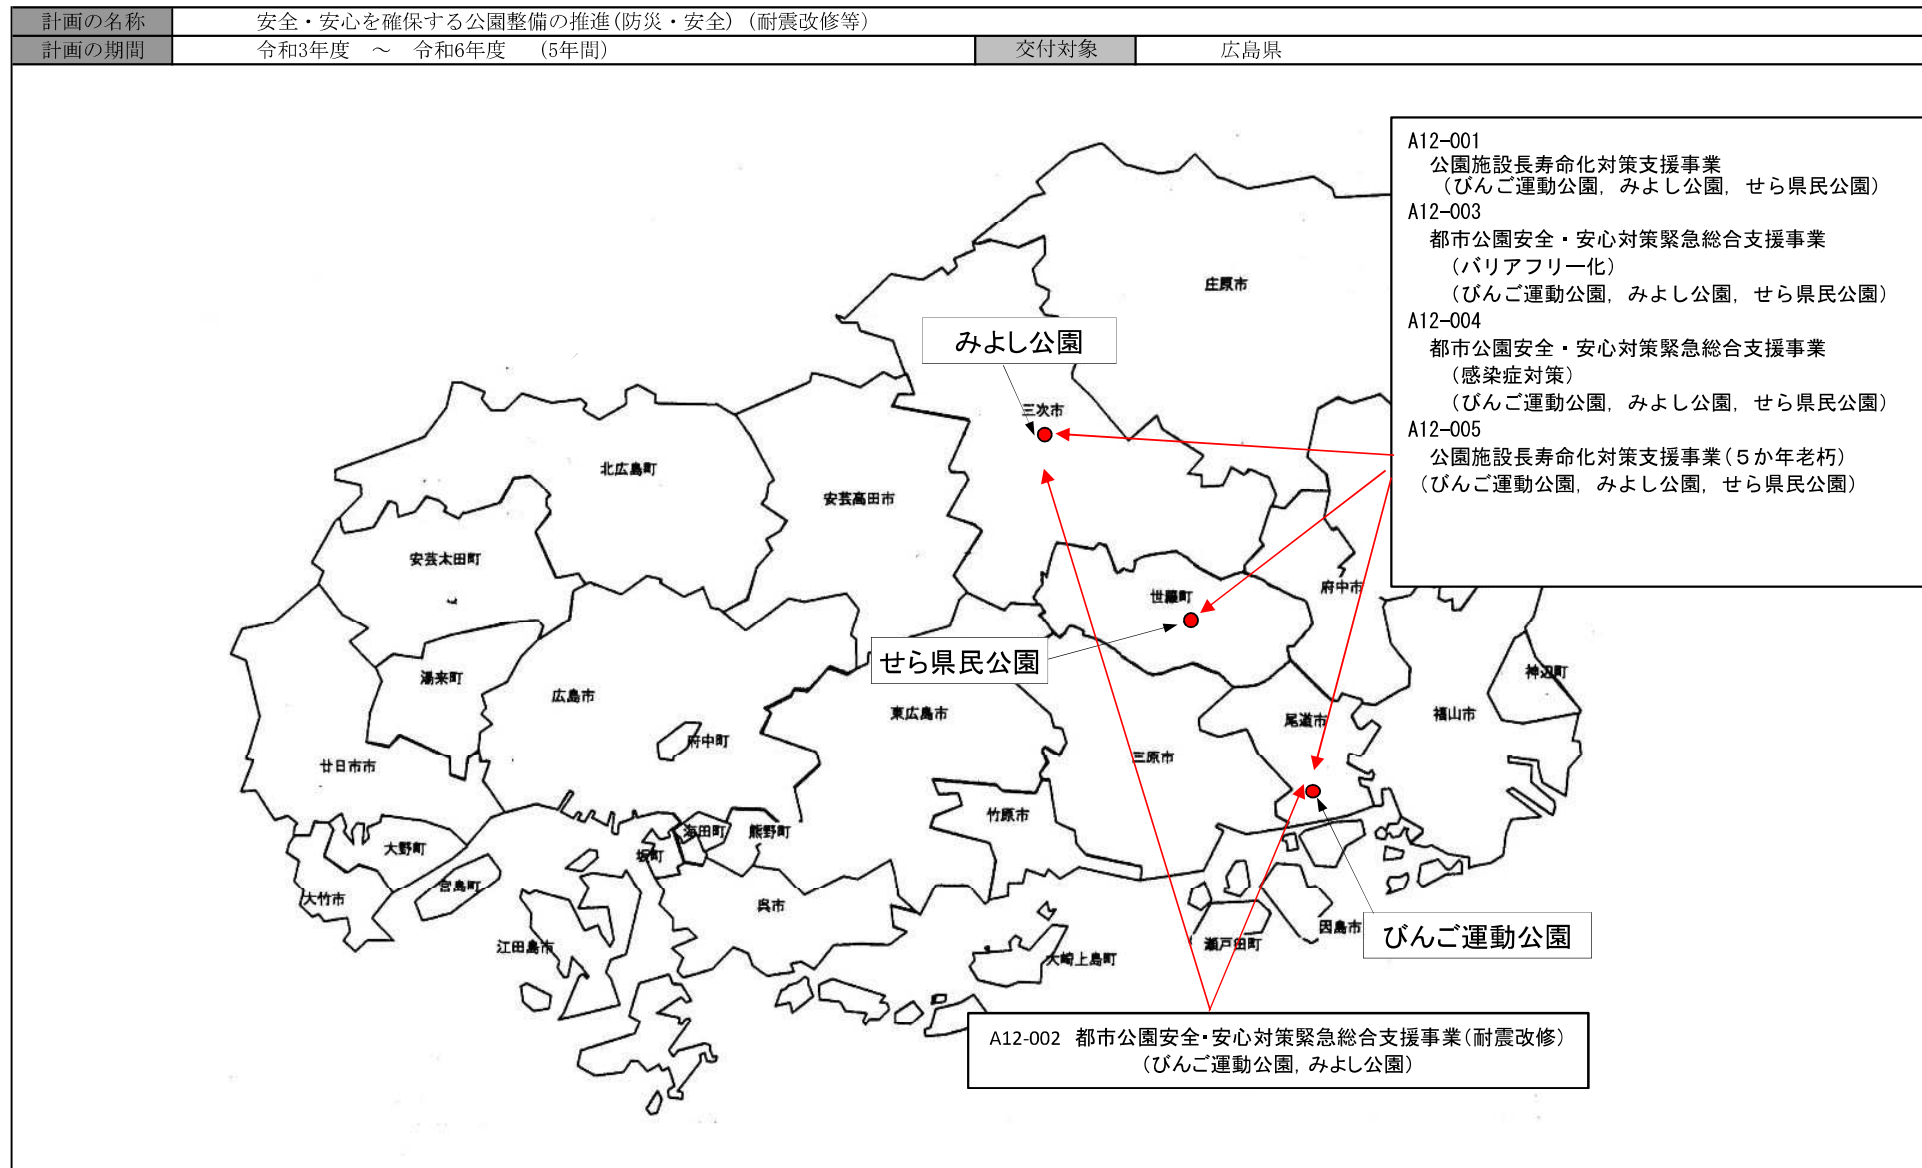 計画の名称 安全・安心を確保する公園整備の推進(防災・安全)(耐震改修等)
計画の期間 令和3年度 ～ 令和6年度 (5年間) 交付対象 広島県
A12-001
公園施設長寿命化対策支援事業
(びんご運動公園, みよし公園, せら県民公園)
A12-003
都市公園安全・安心対策緊急総合支援事業
(バリアフリー化)
(びんご運動公園, みよし公園, せら県民公園)
A12-004
都市公園安全・安心対策緊急総合支援事業
(感染症対策)
(びんご運動公園, みよし公園, せら県民公園)
A12-005
公園施設長寿命化対策支援事業(５か年老朽)
(びんご運動公園, みよし公園, せら県民公園)
庄原市
みよし公園
三次市
北広島町
安芸高田市
安芸太田町
府中市
世羅町
せら県民公園
湯来町
神辺町
広島市
東広島市
尾道市
福山市
府中町
三原市
廿日市市
竹原市
海田町
熊野町
大野町
坂町
宮島町
大竹市
呉市
因島市
びんご運動公園
江田島市
瀬戸田町
大崎上島町
A12-002 都市公園安全・安心対策緊急総合支援事業(耐震改修)
(びんご運動公園, みよし公園)